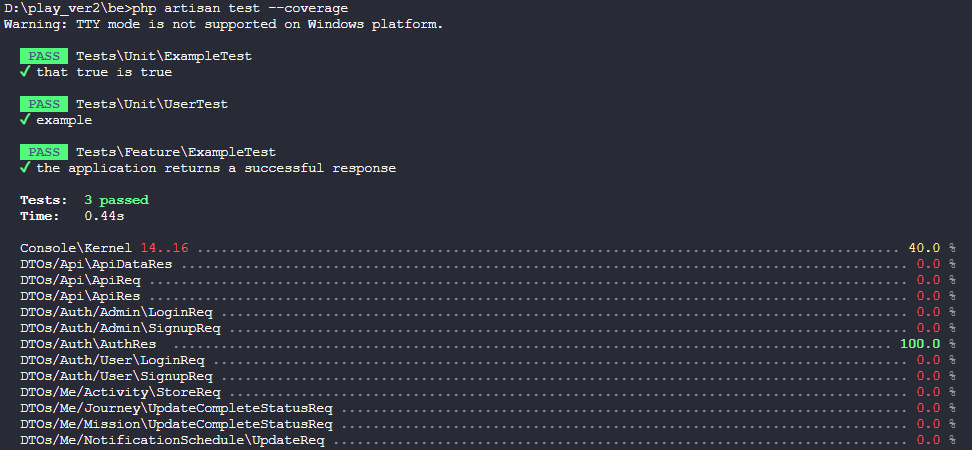 D:\play_ver2\be>php artisan test --coverage
Warning: TTY mode is not supported on Windows platform.
PASS Tests\Unit\ExampleTest
✓ that true is true
PASS Tests\Unit\UserTest
✓ example
PASS Tests\Feature\ExampleTest
✓ the application returns a successful response
Tests: 3 passed
Time: 0.44s
Console\Kernel 14..16 ........................................................................................ 40.0 %
DTOs/Api\ApiDataRes ........................................................................................... 0.0 %
DTOs/Api\ApiReq ............................................................................................... 0.0 %
DTOs/Api\ApiRes ............................................................................................... 0.0 %
DTOs/Auth/Admin\LoginReq ...................................................................................... 0.0 %
DTOs/Auth/Admin\SignupReq ..................................................................................... 0.0 %
DTOs/Auth\AuthRes ........................................................................................... 100.0 %
DTOs/Auth/User\LoginReq ....................................................................................... 0.0 %
DTOs/Auth/User\SignupReq ...................................................................................... 0.0 %
DTOs/Me/Activity\StoreReq ..................................................................................... 0.0 %
DTOs/Me/Journey\UpdateCompleteStatusReq ....................................................................... 0.0 %
DTOs/Me/Mission\UpdateCompleteStatusReq ....................................................................... 0.0 %
DTOs/Me/NotificationSchedule\UpdateReq ........................................................................ 0.0 %